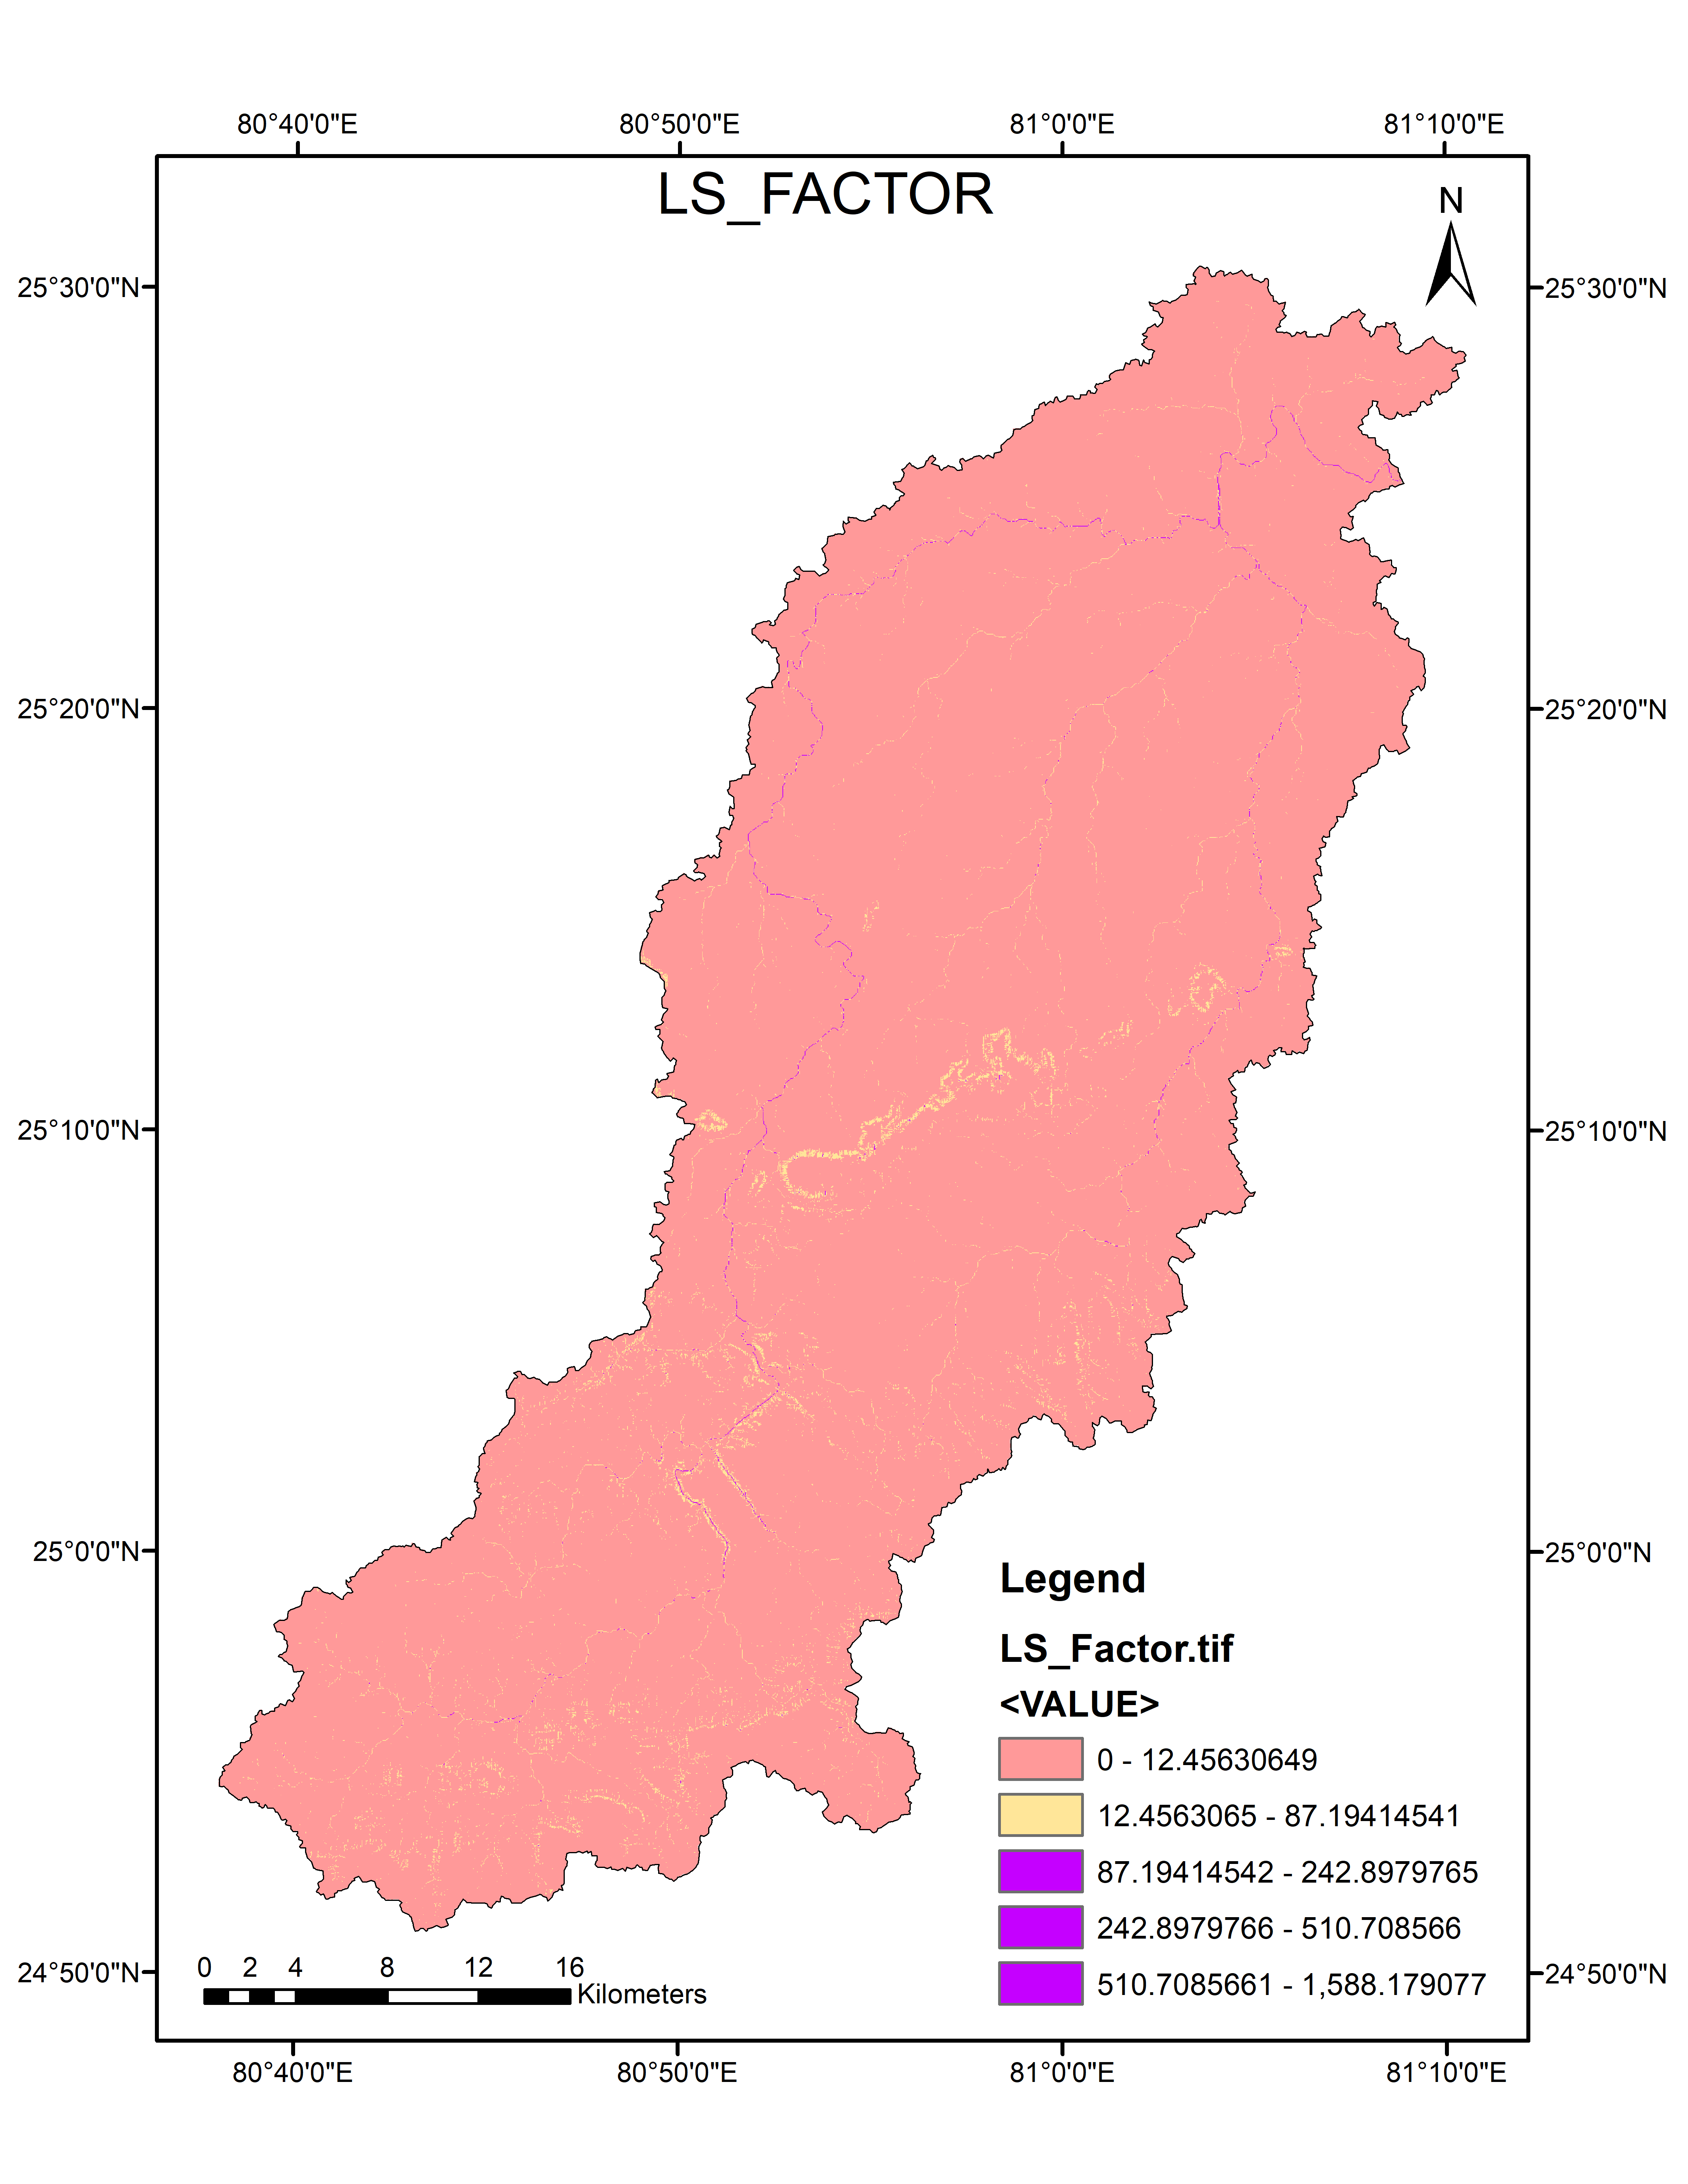 80°40'0"E 80°50'0"E 81°0'0"E 81°10'0"E
LS_FACTOR
N
25°30'0"N 25°30'0"N
25°20'0"N 25°20'0"N
25°10'0"N 25°10'0"N
25°0'0"N 25°0'0"N
Legend
LS_Factor.tif
<VALUE>
0 - 12.45630649
12.4563065 - 87.19414541
87.19414542 - 242.8979765
242.8979766 - 510.708566
510.7085661 - 1,588.179077
0 2 4 8 12 16
Kilometers
24°50'0"N 24°50'0"N
80°40'0"E 80°50'0"E 81°0'0"E 81°10'0"E